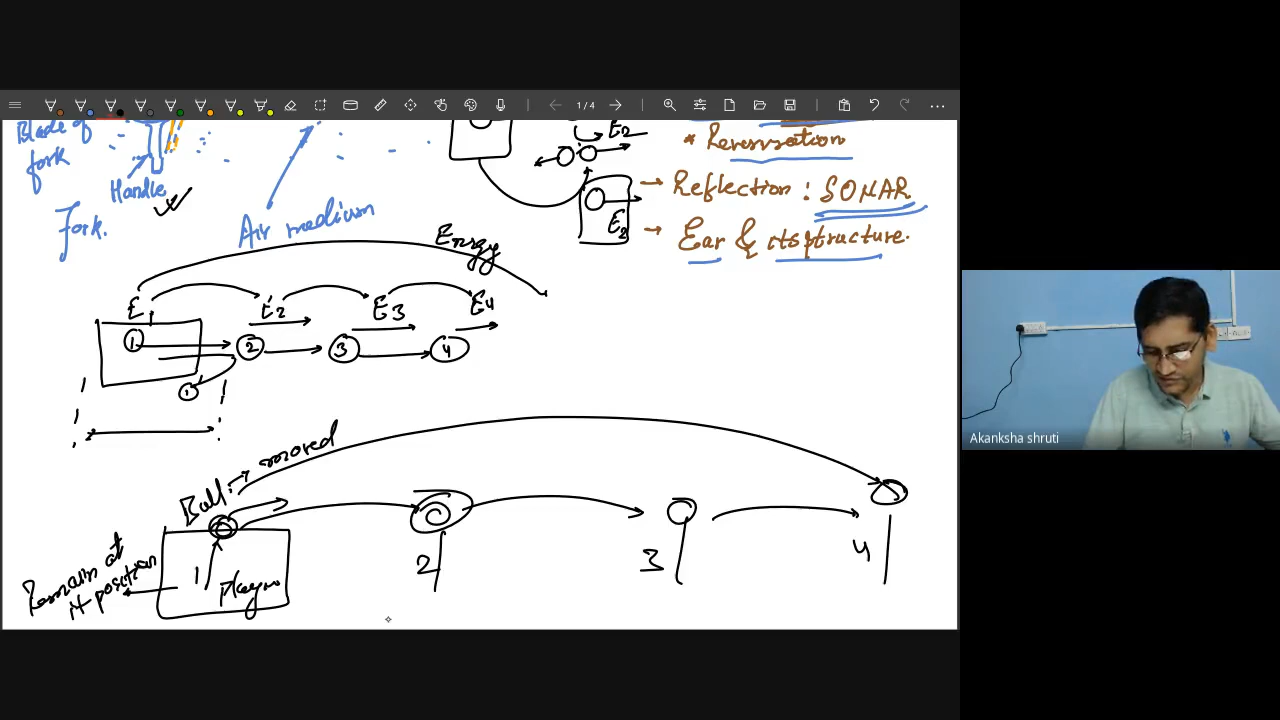 1/4
Blade of
fork
Handle
Fork.
Air medium
E2
E2
* Reverzation
→ Reflection : SONAR
→ Ear & its structure.
Energy
E1 E2 E3 E4
1 2 3 4
1
Ball → moved
Remain at
it position
1 Player
2
3
4
Akanksha shruti